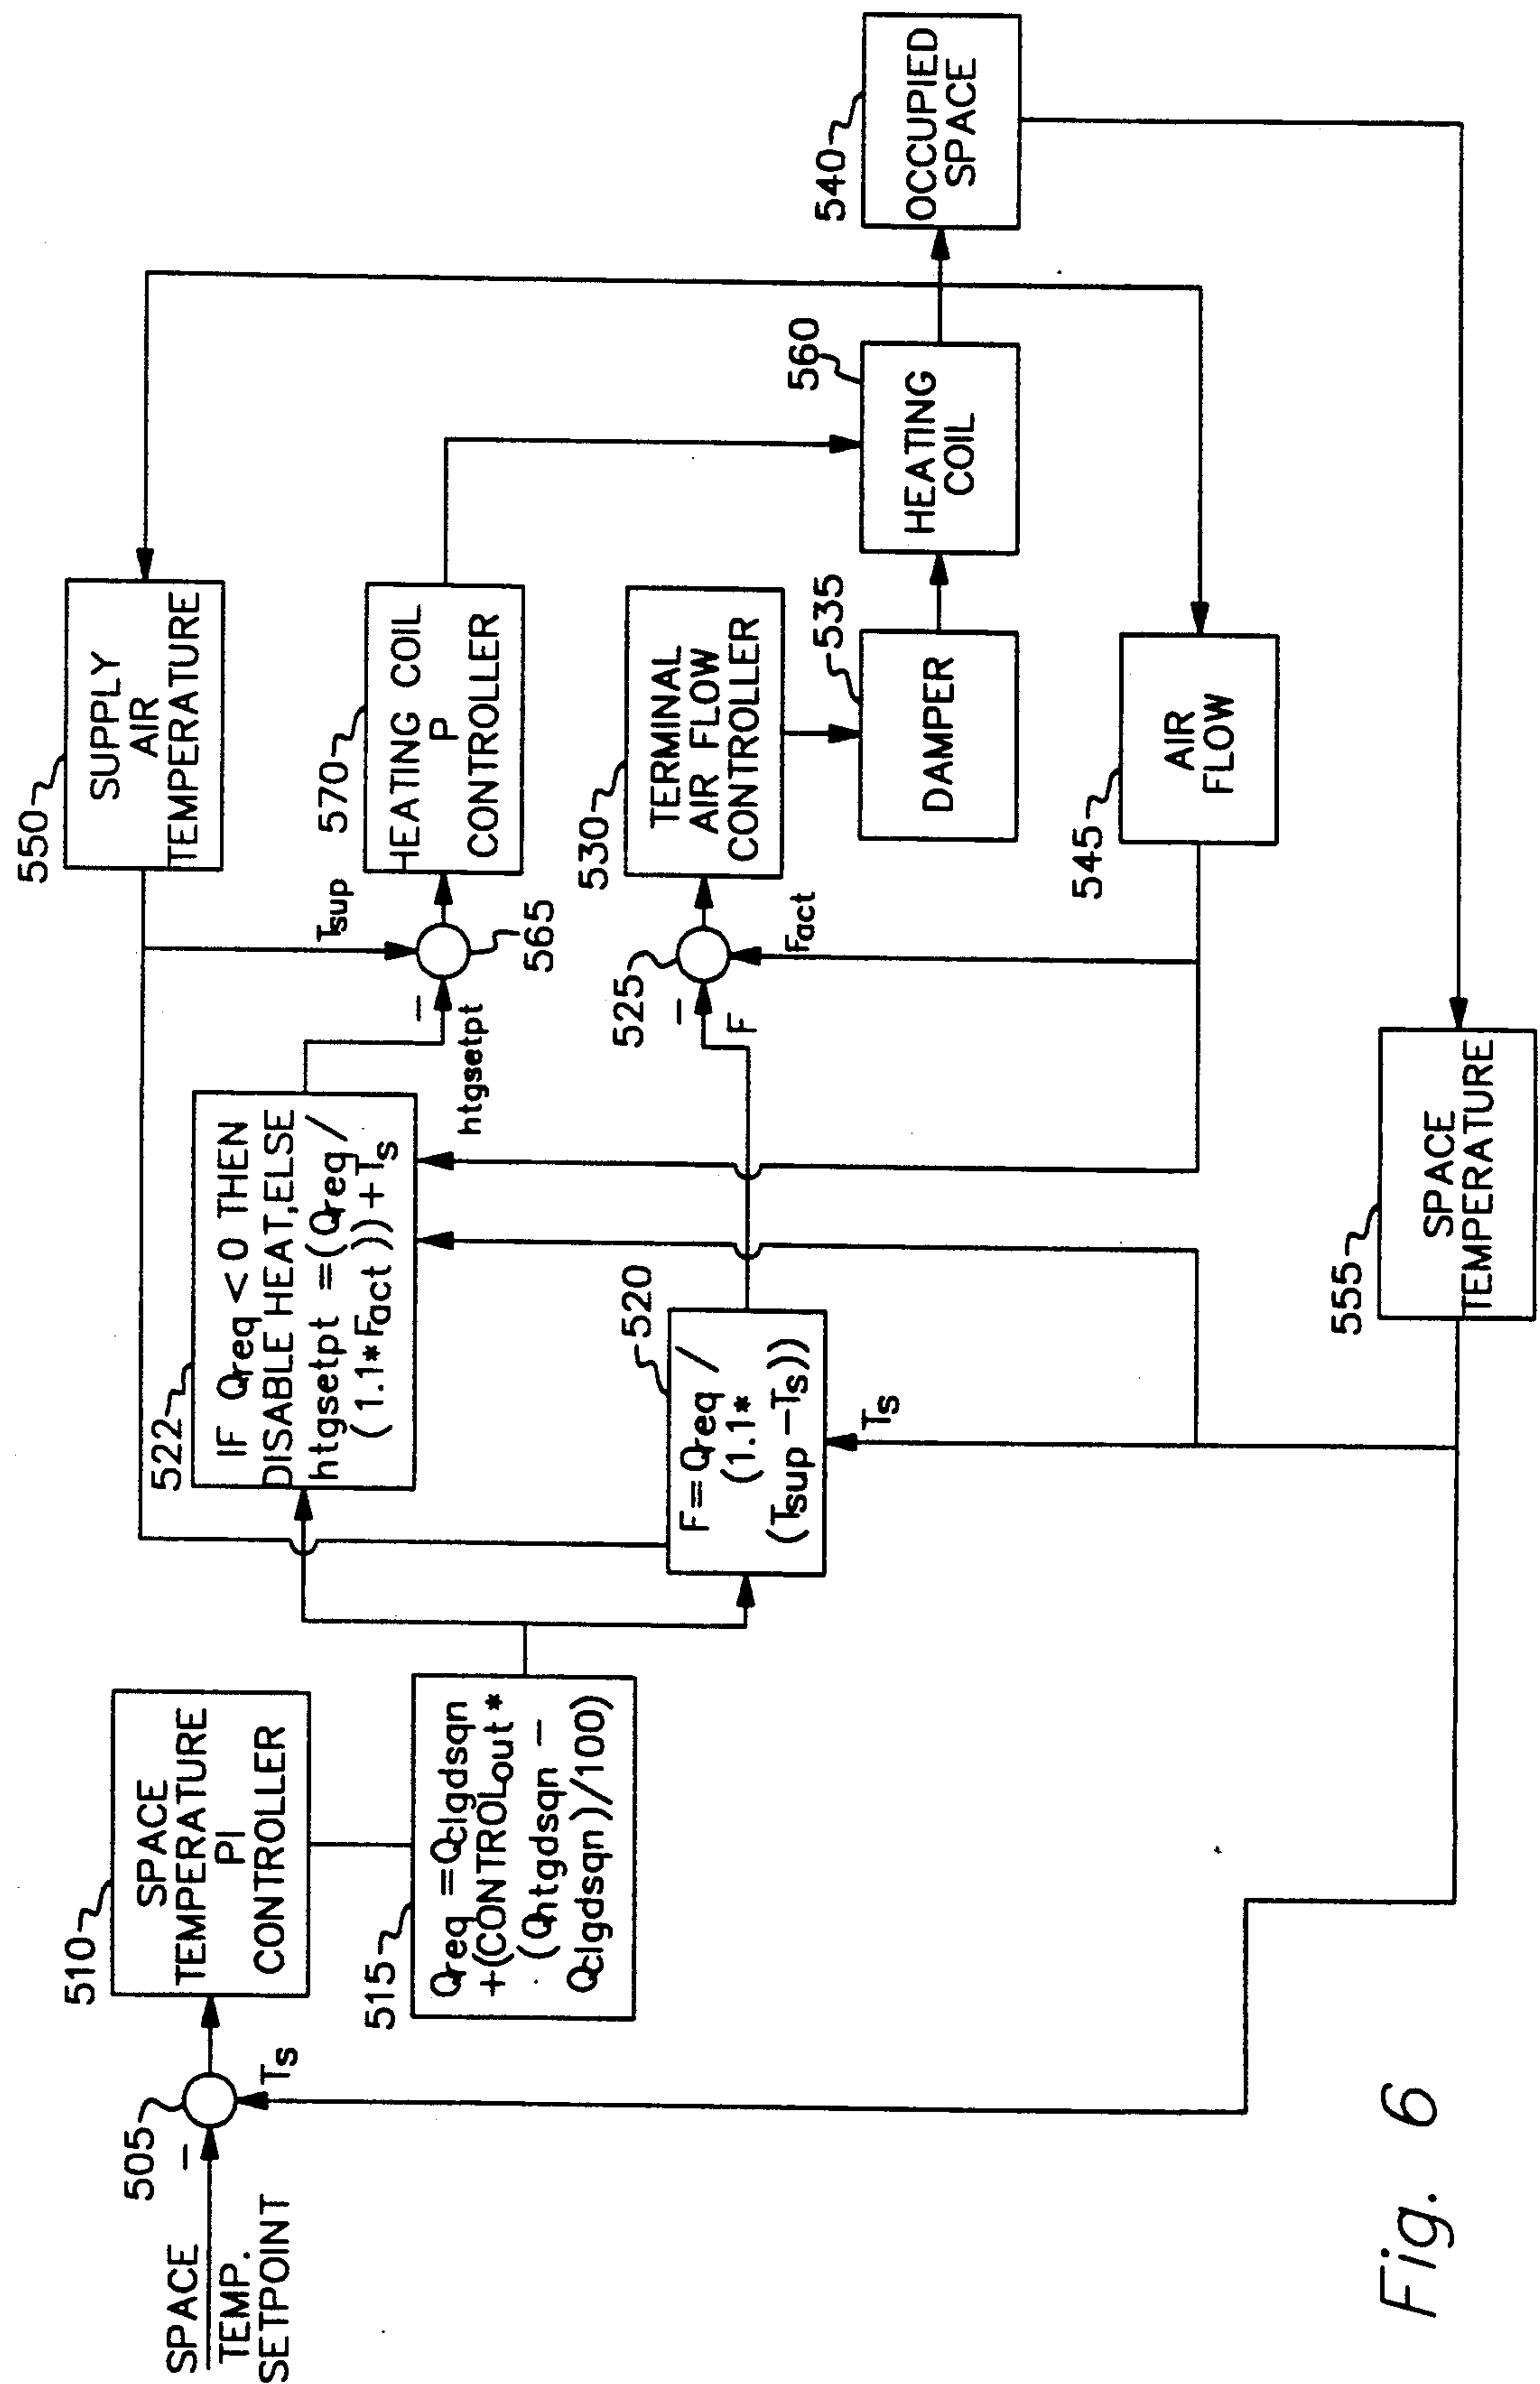 SPACE
TEMP.
SETPOINT
505
−
Ts
510
SPACE
TEMPERATURE
PI
CONTROLLER
515
Qreq =Qclgdsqn
+(CONTROLout*
(Qhtgdsqn −
Qclgdsqn)/100)
522
IF Qreq <0 THEN
DISABLE HEAT,ELSE
htgsetpt =(Qreq/
(1.1*Fact))+Ts
520
F=Qreq /
(1.1*
(Tsup−Ts))
Ts
htgsetpt
−
Tsup
565
F
−
525
Fact
550
SUPPLY
AIR
TEMPERATURE
570
HEATING COIL
P
CONTROLLER
530
TERMINAL
AIR FLOW
CONTROLLER
535
DAMPER
545
AIR
FLOW
560
HEATING
COIL
540
OCCUPIED
SPACE
555
SPACE
TEMPERATURE
Fig. 6